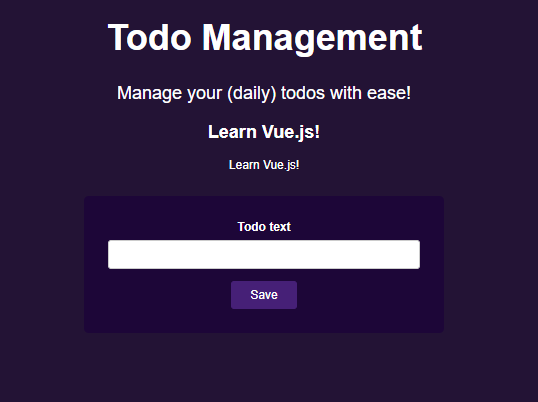 Todo Management
Manage your (daily) todos with ease!
Learn Vue.js!
Learn Vue.js!
Todo text
Save